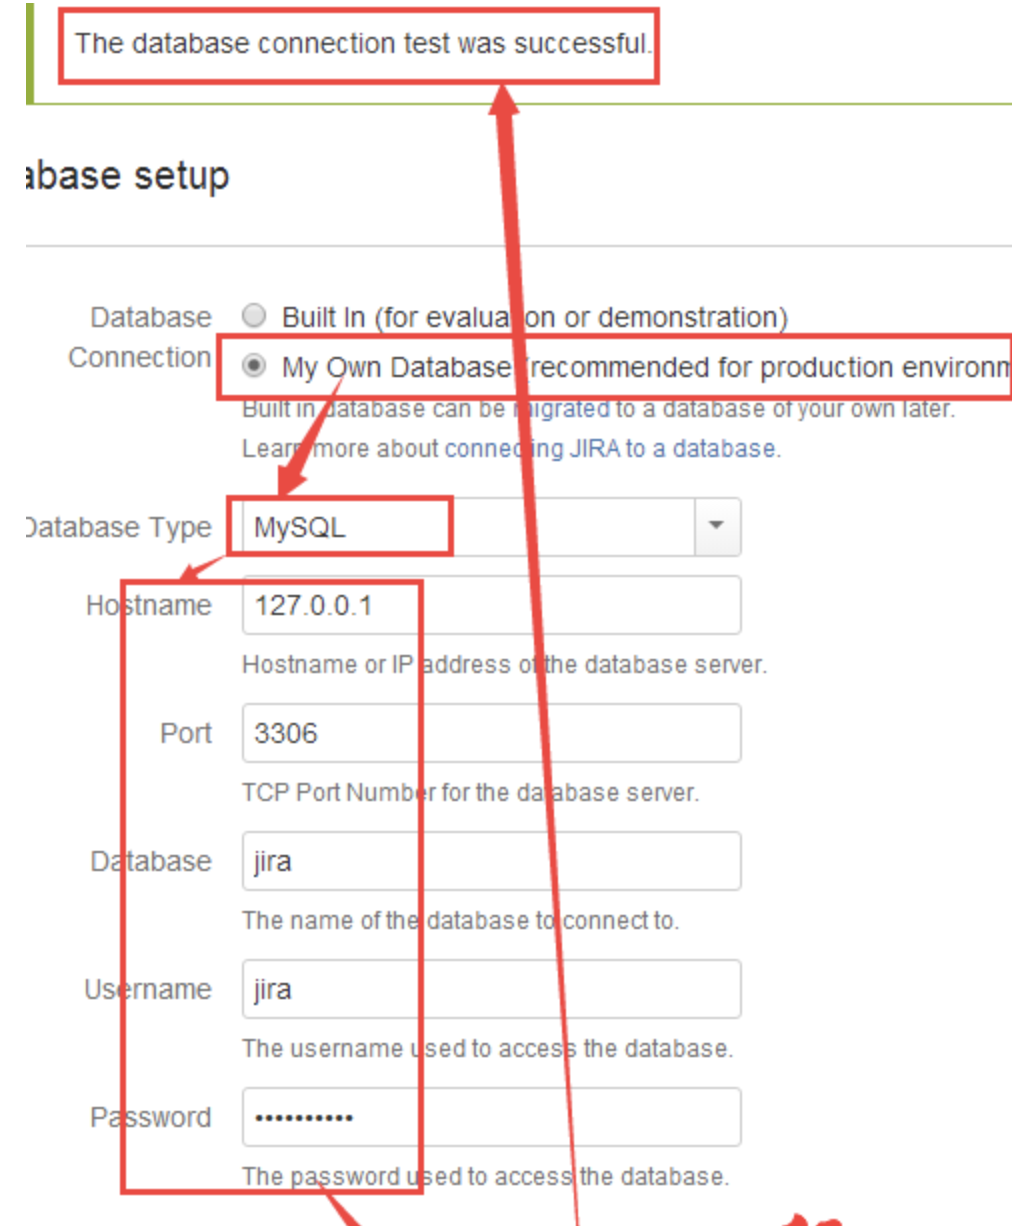 The database connection test was successful.
abase setup
Database Connection
Built In (for evaluation or demonstration)
My Own Database (recommended for production environm
Built in database can be migrated to a database of your own later.
Learn more about connecting JIRA to a database.
Database Type MySQL
Hostname 127.0.0.1
Hostname or IP address of the database server.
Port 3306
TCP Port Number for the database server.
Database jira
The name of the database to connect to.
Username jira
The username used to access the database.
Password ••••••••••
The password used to access the database.